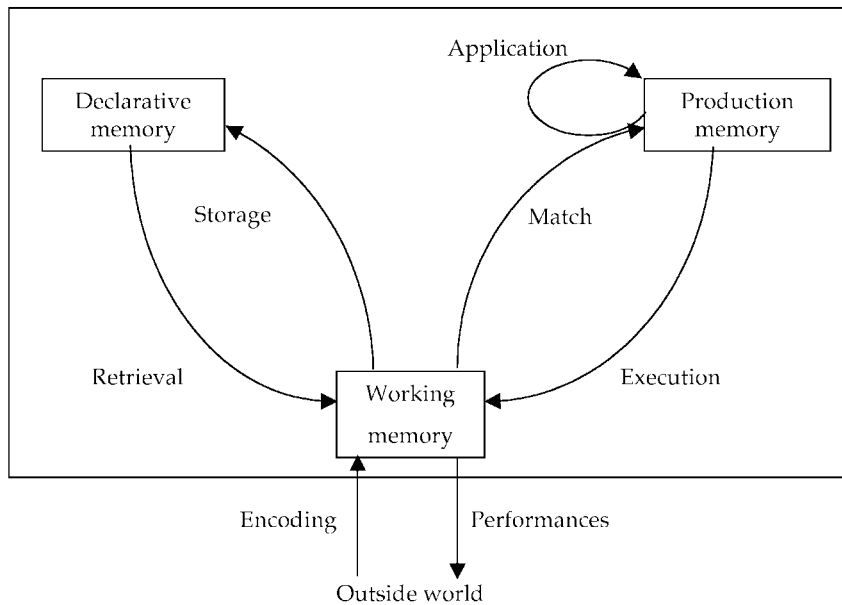 Application
Declarative
memory
Production
memory
Storage
Match
Retrieval
Execution
Working
memory
Encoding
Performances
Outside world